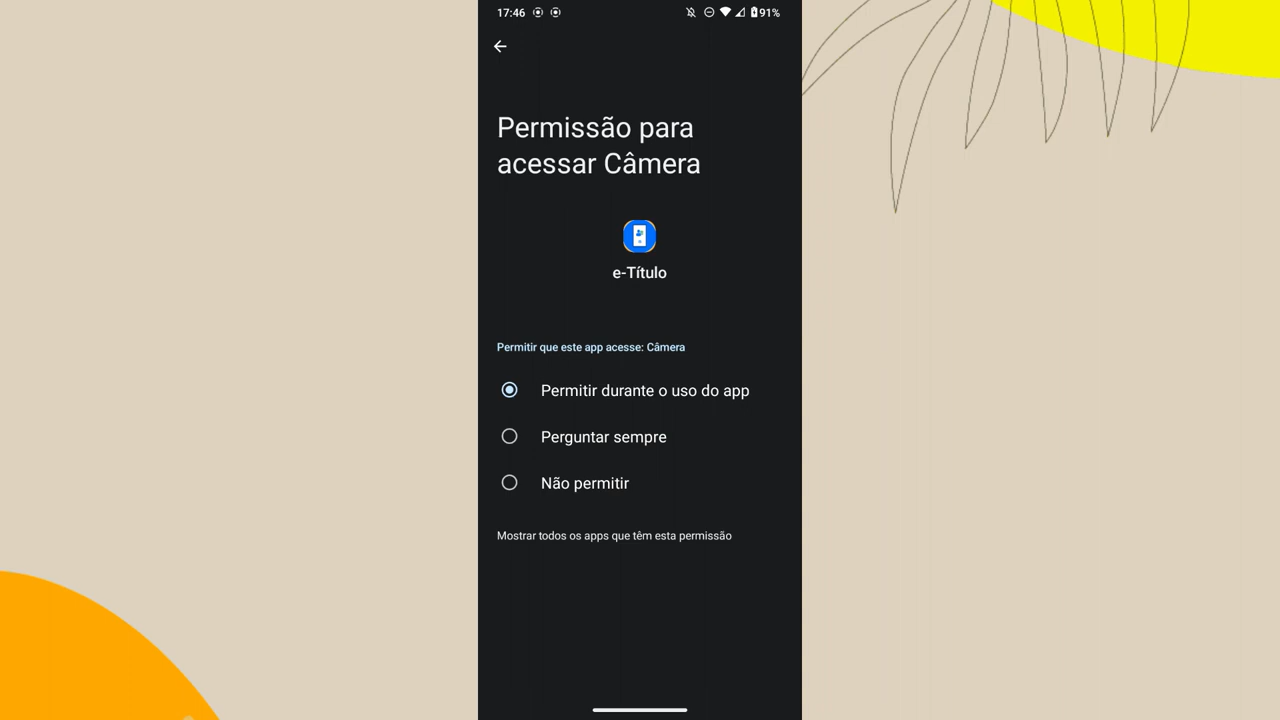 17:46
91%
Permissão para
acessar Câmera
e-Título
Permitir que este app acesse: Câmera
Permitir durante o uso do app
Perguntar sempre
Não permitir
Mostrar todos os apps que têm esta permissão